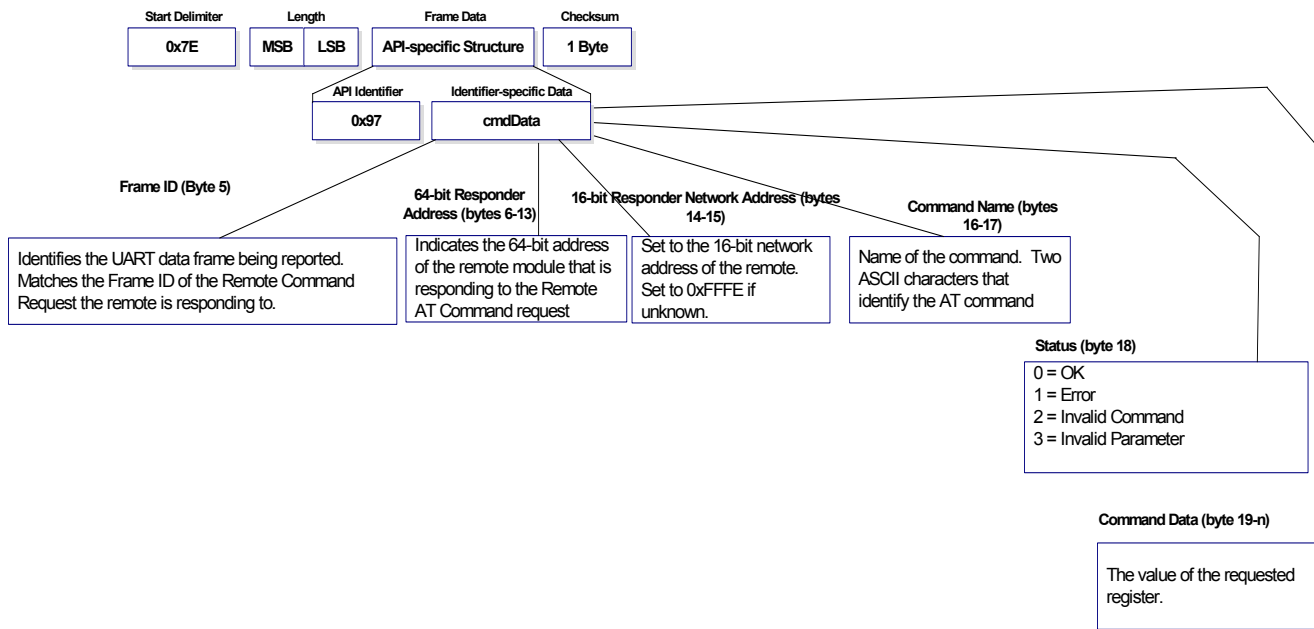 Start Delimiter
Length
Frame Data
Checksum
0x7E
MSB
LSB
API-specific Structure
1 Byte
API Identifier
Identifier-specific Data
0x97
cmdData
Frame ID (Byte 5)
Identifies the UART data frame being reported.
Matches the Frame ID of the Remote Command
Request the remote is responding to.
64-bit Responder
Address (bytes 6-13)
Indicates the 64-bit address
of the remote module that is
responding to the Remote
AT Command request
16-bit Responder Network Address (bytes
14-15)
Set to the 16-bit network
address of the remote.
Set to 0xFFFE if
unknown.
Command Name (bytes
16-17)
Name of the command. Two
ASCII characters that
identify the AT command
Status (byte 18)
0 = OK
1 = Error
2 = Invalid Command
3 = Invalid Parameter
Command Data (byte 19-n)
The value of the requested
register.